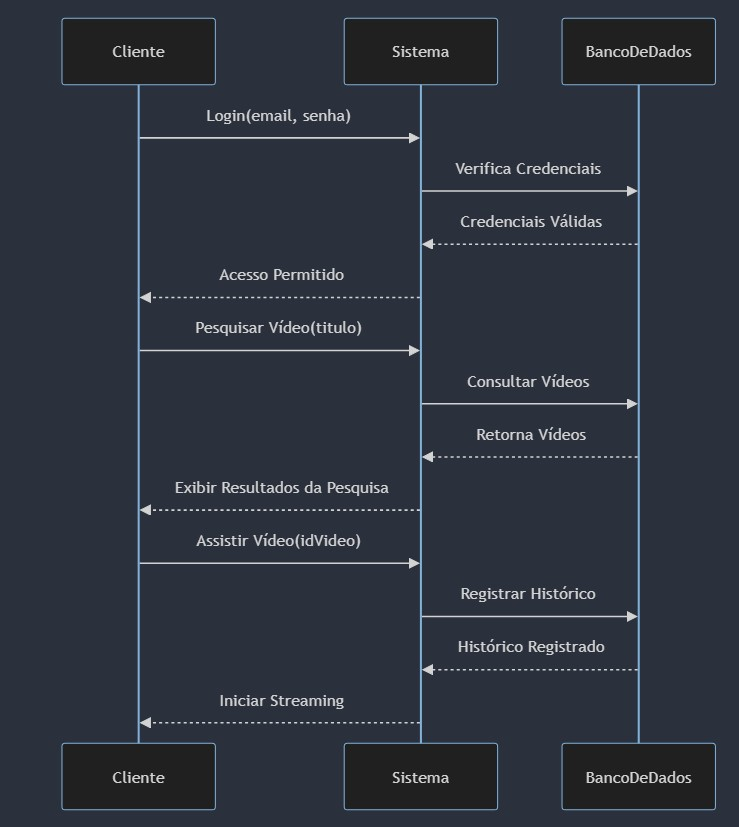 Cliente
Sistema
BancoDeDados
Login(email, senha)
Verifica Credenciais
Credenciais Válidas
Acesso Permitido
Pesquisar Vídeo(titulo)
Consultar Vídeos
Retorna Vídeos
Exibir Resultados da Pesquisa
Assistir Vídeo(idVideo)
Registrar Histórico
Histórico Registrado
Iniciar Streaming
Cliente
Sistema
BancoDeDados